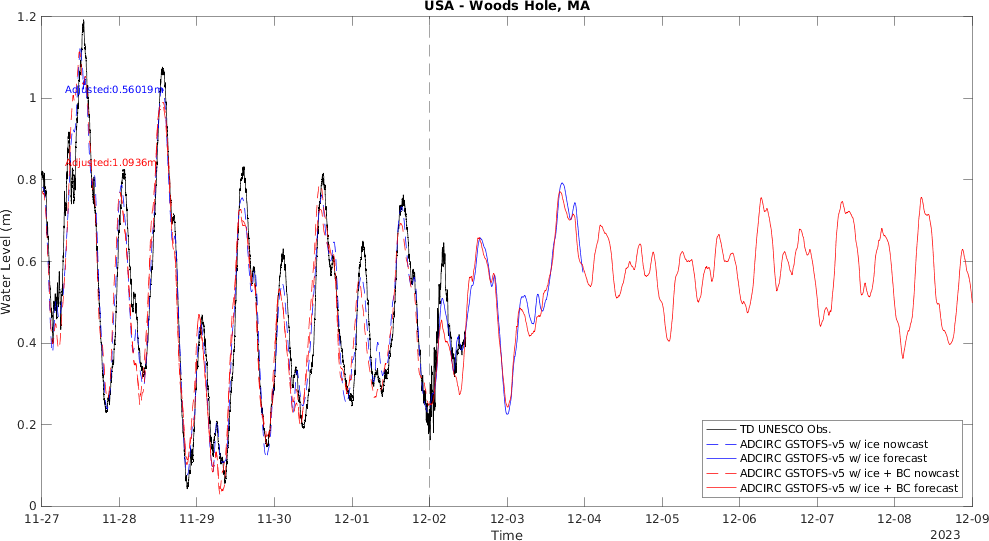 USA - Woods Hole, MA
1.2
1
0.8
0.6
0.4
0.2
0
Water Level (m)
Adjusted:0.56019m
Adjusted:1.0936m
TD UNESCO Obs.
ADCIRC GSTOFS-v5 w/ ice nowcast
ADCIRC GSTOFS-v5 w/ ice forecast
ADCIRC GSTOFS-v5 w/ ice + BC nowcast
ADCIRC GSTOFS-v5 w/ ice + BC forecast
11-27 11-28 11-29 11-30 12-01 12-02 12-03 12-04 12-05 12-06 12-07 12-08 12-09
Time
2023